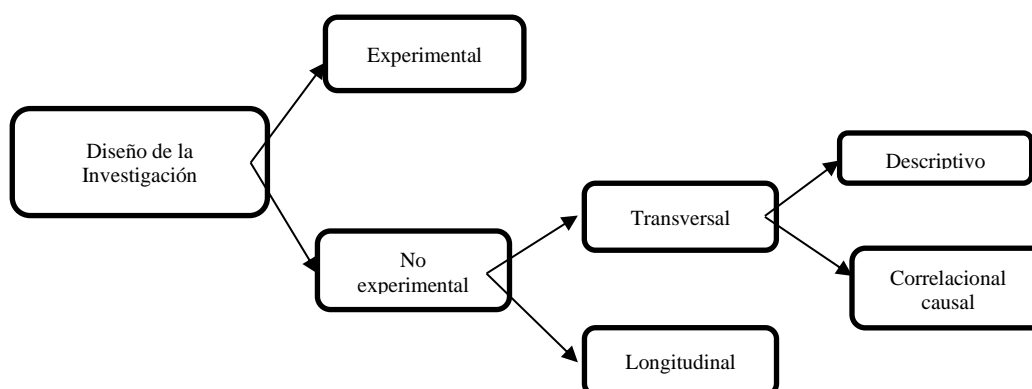 Experimental
Diseño de la
Investigación
Descriptivo
Transversal
No
experimental
Correlacional
causal
Longitudinal